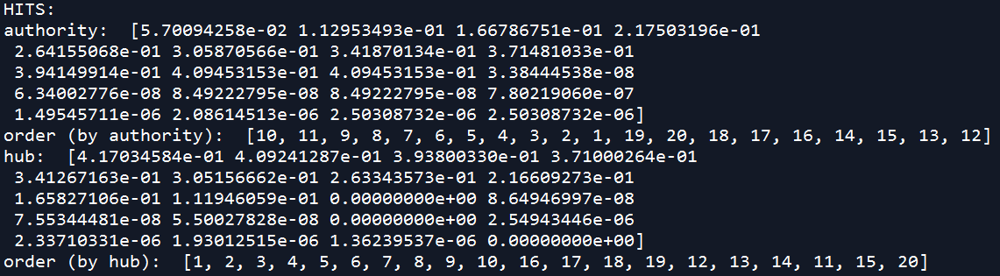 HITS:
authority:  [5.70094258e-02 1.12953493e-01 1.66786751e-01 2.17503196e-01
 2.64155068e-01 3.05870566e-01 3.41870134e-01 3.71481033e-01
 3.94149914e-01 4.09453153e-01 4.09453153e-01 3.38444538e-08
 6.34002776e-08 8.49222795e-08 8.49222795e-08 7.80219060e-07
 1.49545711e-06 2.08614513e-06 2.50308732e-06 2.50308732e-06]
order (by authority):  [10, 11, 9, 8, 7, 6, 5, 4, 3, 2, 1, 19, 20, 18, 17, 16, 14, 15, 13, 12]
hub:  [4.17034584e-01 4.09241287e-01 3.93800330e-01 3.71000264e-01
 3.41267163e-01 3.05156662e-01 2.63343573e-01 2.16609273e-01
 1.65827106e-01 1.11946059e-01 0.00000000e+00 8.64946997e-08
 7.55344481e-08 5.50027828e-08 0.00000000e+00 2.54943446e-06
 2.33710331e-06 1.93012515e-06 1.36239537e-06 0.00000000e+00]
order (by hub):  [1, 2, 3, 4, 5, 6, 7, 8, 9, 10, 16, 17, 18, 19, 12, 13, 14, 11, 15, 20]